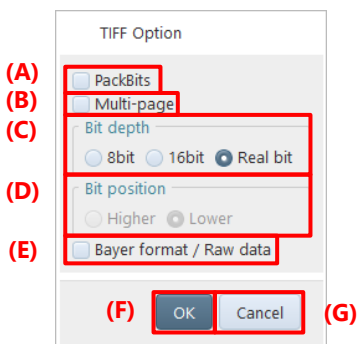 TIFF Option
(A) PackBits
(B) Multi-page
(C) Bit depth
8bit 16bit Real bit
(D) Bit position
Higher Lower
(E) Bayer format / Raw data
(F) OK Cancel (G)